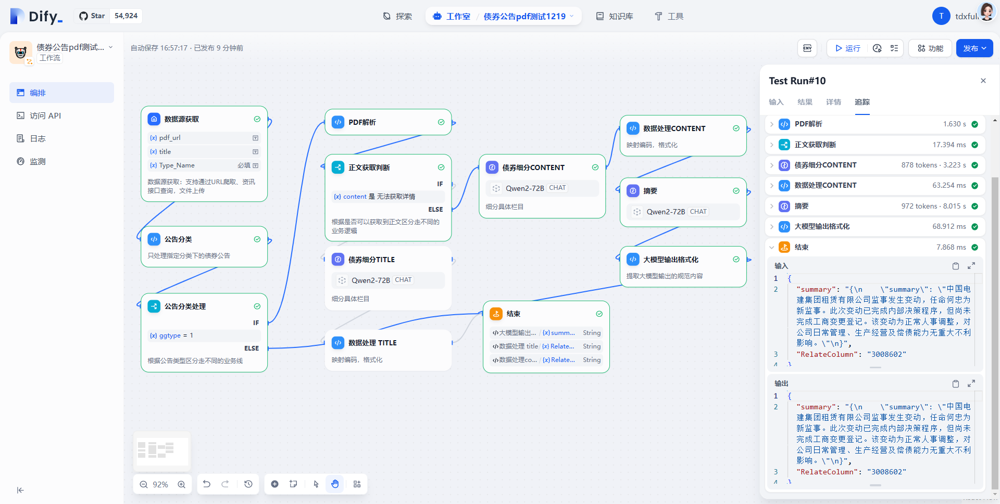 Dify_
Star 54,924
探索
工作室 / 债券公告pdf测试1219
知识库
工具
T tdxful
债券公告pdf测试...
工作流
自动保存 16:57:17 · 已发布 9 分钟前
ENV
运行
功能
发布
编排
访问 API
日志
监测
数据源获取
{x} pdf_url
{x} title
{x} Type_Name 必填
数据源获取：支持通过URL爬取、资讯
接口查询，文件上传
公告分类
只处理指定分类下的债券公告
公告分类处理
IF
{x} ggtype = 1
ELSE
根据公告类型区分走不同的业务线
PDF解析
正文获取判断
IF
{x} content 是 无法获取详情
ELSE
根据是否可以获取到正文区分走不同的
业务逻辑
债券细分TITLE
Qwen2-72B CHAT
细分具体栏目
数据处理 TITLE
映射编码，格式化
债券细分CONTENT
Qwen2-72B CHAT
细分具体栏目
数据处理CONTENT
映射编码，格式化
摘要
Qwen2-72B CHAT
大模型输出格式化
提取大模型输出的规范内容
结束
大模型输出... / {x} summ... String
数据处理 title / {x} Relate... String
数据处理co... / {x} Relate... String
92%
Test Run#10
输入 结果 详情 追踪
PDF解析 1.630 s
正文获取判断 17.394 ms
债券细分CONTENT 878 tokens · 3.223 s
数据处理CONTENT 63.254 ms
摘要 972 tokens · 8.015 s
大模型输出格式化 68.912 ms
结束 7.868 ms
输入
1 {
2 "summary": "{\n    \"summary\": \"中国电
建集团租赁有限公司监事发生变动，任命何忠为
新监事。此次变动已完成内部决策程序，但尚未
完成工商变更登记。该变动为正常人事调整，对
公司日常管理、生产经营及偿债能力无重大不利
影响。\"\n}",
3 "RelateColumn": "3008602"
4 }
输出
1 {
2 "summary": "{\n    \"summary\": \"中国电
建集团租赁有限公司监事发生变动，任命何忠为
新监事。此次变动已完成内部决策程序，但尚未
完成工商变更登记。该变动为正常人事调整，对
公司日常管理、生产经营及偿债能力无重大不利
影响。\"\n}",
3 "RelateColumn": "3008602"
4 }